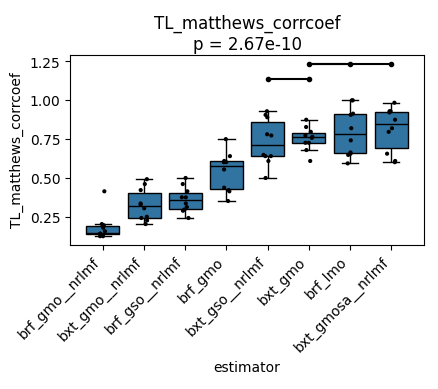 TL_matthews_corrcoef
p = 2.67e-10
TL_matthews_corrcoef
1.25
1.00
0.75
0.50
0.25
brf_gmo__nrlmf
bxt_gmo__nrlmf
brf_gso__nrlmf
brf_gmo
bxt_gso__nrlmf
bxt_gmo
brf_lmo
bxt_gmosa__nrlmf
estimator